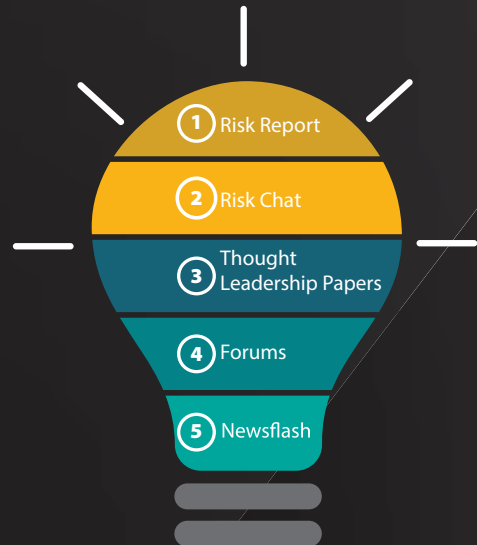 1 Risk Report
2 Risk Chat
3 Thought
Leadership Papers
4 Forums
5 Newsflash